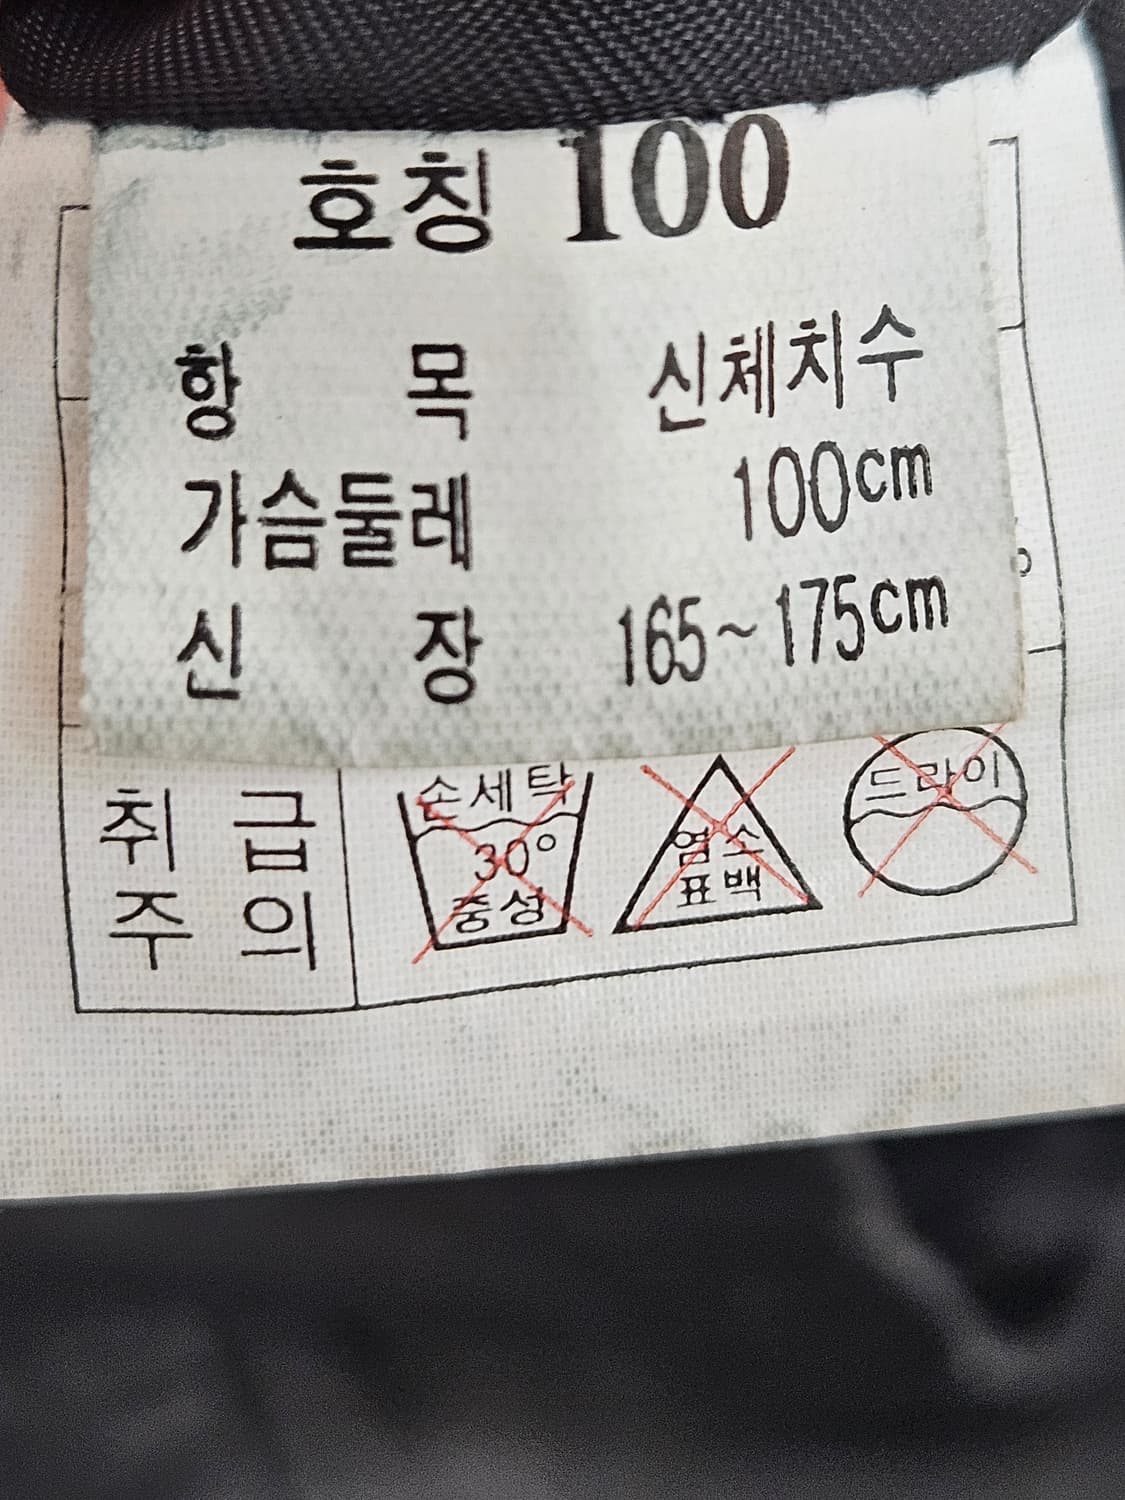 호칭 100
항 목 신체치수
가슴둘레 100cm
신 장 165~175cm
취 급
주 의
손세탁
30°
중성
염소
표백
드라이